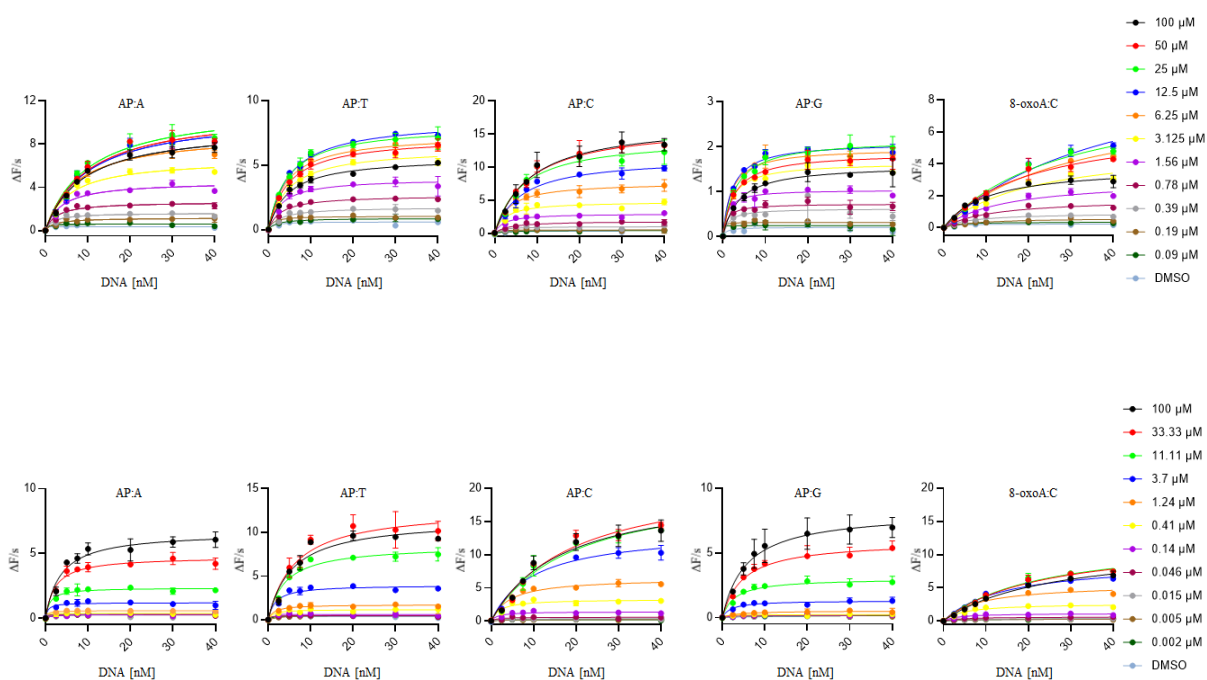 AP:A
12
8
4
0
0
10
20
30
40
ΔF/s
DNA [nM]
AP:T
10
5
0
0
10
20
30
40
ΔF/s
DNA [nM]
AP:C
20
15
10
5
0
0
10
20
30
40
ΔF/s
DNA [nM]
AP:G
3
2
1
0
0
10
20
30
40
ΔF/s
DNA [nM]
8-oxoA:C
8
6
4
2
0
0
10
20
30
40
ΔF/s
DNA [nM]
100 µM
50 µM
25 µM
12.5 µM
6.25 µM
3.125 µM
1.56 µM
0.78 µM
0.39 µM
0.19 µM
0.09 µM
DMSO
AP:A
10
5
0
0
10
20
30
40
ΔF/s
DNA [nM]
AP:T
15
10
5
0
0
10
20
30
40
ΔF/s
DNA [nM]
AP:C
20
15
10
5
0
0
10
20
30
40
ΔF/s
DNA [nM]
AP:G
10
5
0
0
10
20
30
40
ΔF/s
DNA [nM]
8-oxoA:C
20
15
10
5
0
0
10
20
30
40
ΔF/s
DNA [nM]
100 µM
33.33 µM
11.11 µM
3.7 µM
1.24 µM
0.41 µM
0.14 µM
0.046 µM
0.015 µM
0.005 µM
0.002 µM
DMSO